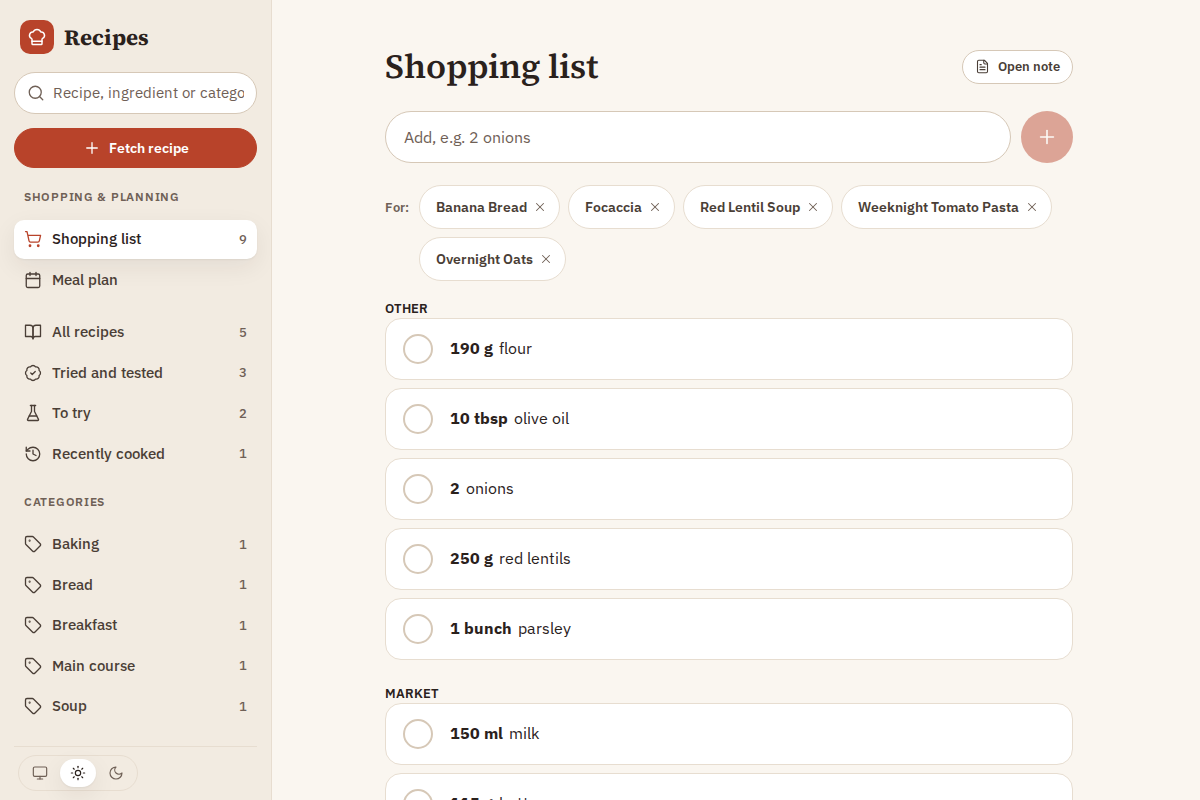 Recipes
Recipe, ingredient or catego
Fetch recipe
SHOPPING & PLANNING
Shopping list 9
Meal plan
All recipes 5
Tried and tested 3
To try 2
Recently cooked 1
CATEGORIES
Baking 1
Bread 1
Breakfast 1
Main course 1
Soup 1
Shopping list
Open note
Add, e.g. 2 onions
For: Banana Bread Focaccia Red Lentil Soup Weeknight Tomato Pasta
Overnight Oats
OTHER
190 g flour
10 tbsp olive oil
2 onions
250 g red lentils
1 bunch parsley
MARKET
150 ml milk